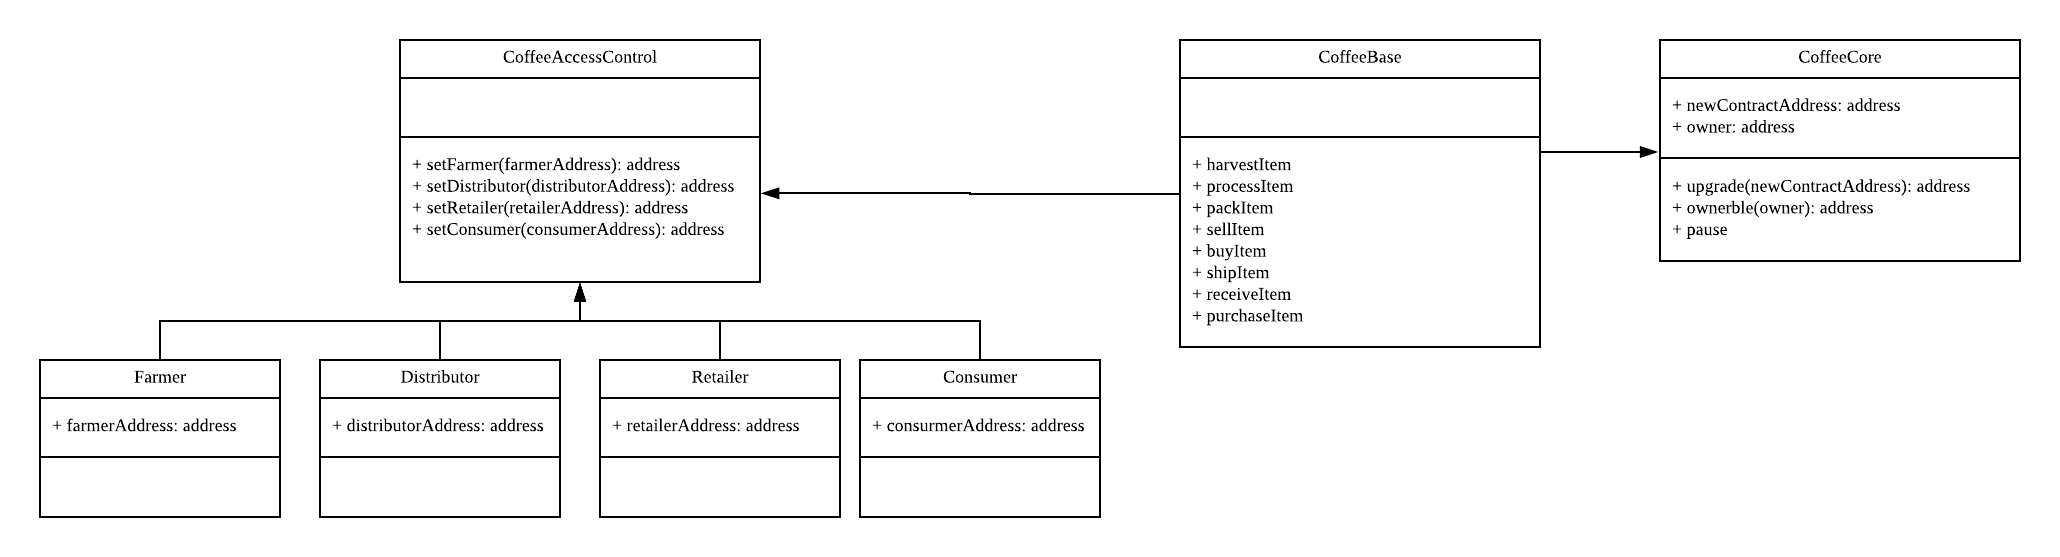 CoffeeAccessControl
+ setFarmer(farmerAddress): address
+ setDistributor(distributorAddress): address
+ setRetailer(retailerAddress): address
+ setConsumer(consumerAddress): address
CoffeeBase
+ harvestItem
+ processItem
+ packItem
+ sellItem
+ buyItem
+ shipItem
+ receiveItem
+ purchaseItem
CoffeeCore
+ newContractAddress: address
+ owner: address
+ upgrade(newContractAddress): address
+ ownerble(owner): address
+ pause
Farmer
+ farmerAddress: address
Distributor
+ distributorAddress: address
Retailer
+ retailerAddress: address
Consumer
+ consurmerAddress: address